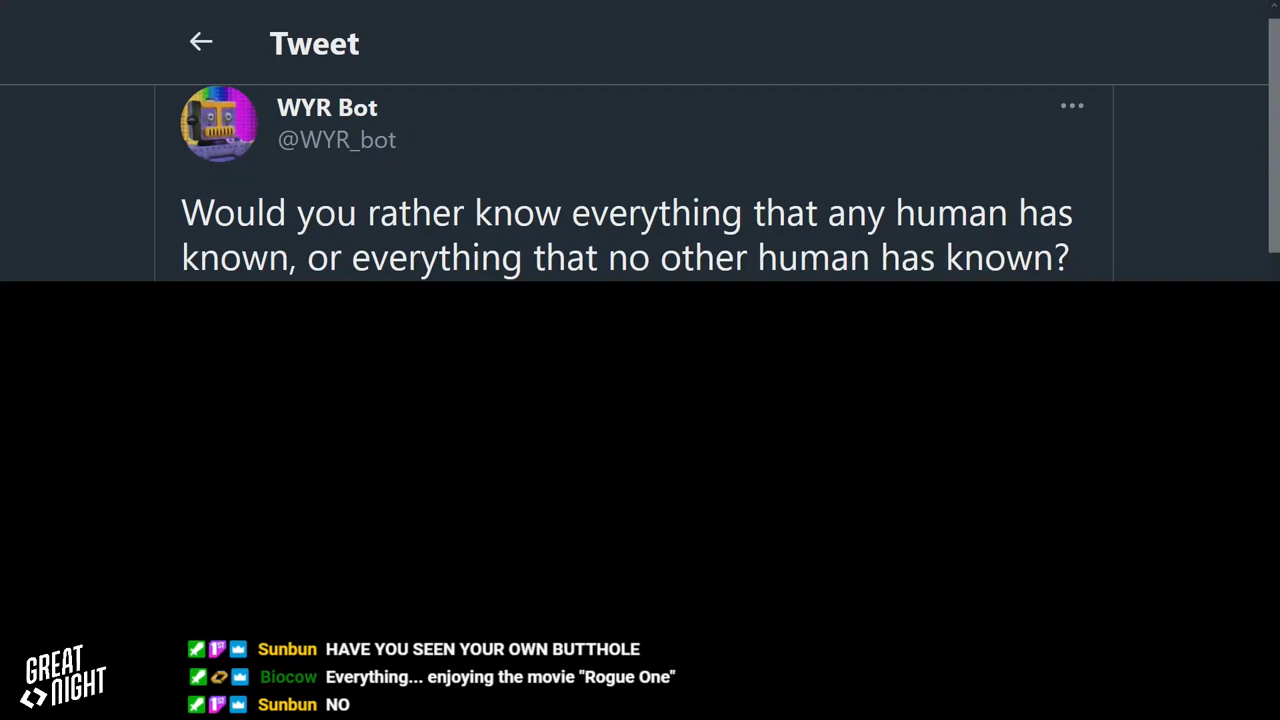 Tweet
WYR Bot
@WYR_bot
Would you rather know everything that any human has
known, or everything that no other human has known?
Sunbun HAVE YOU SEEN YOUR OWN BUTTHOLE
Biocow Everything... enjoying the movie "Rogue One"
Sunbun NO
GREAT
NIGHT